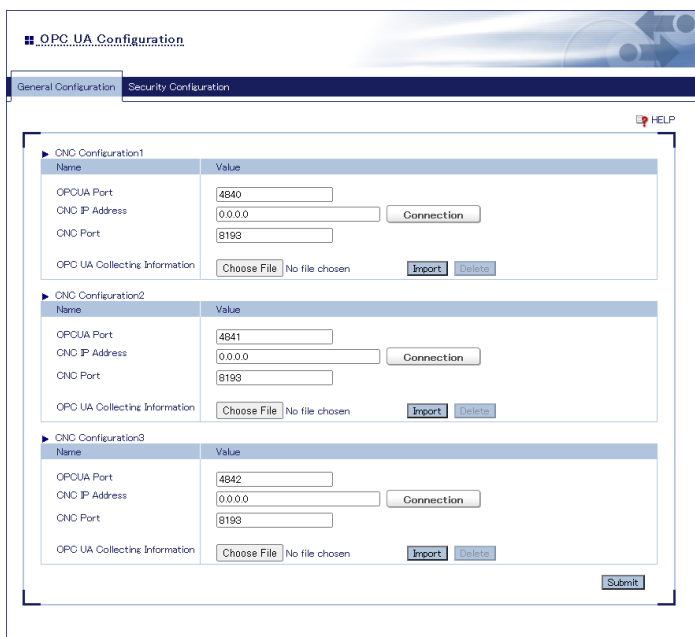 OPC UA Configuration
General Configuration Security Configuration
HELP
CNC Configuration1
Name Value
OPCUA Port 4840
CNC IP Address 0.0.0.0 Connection
CNC Port 8193
OPC UA Collecting Information Choose File No file chosen Import Delete
CNC Configuration2
Name Value
OPCUA Port 4841
CNC IP Address 0.0.0.0 Connection
CNC Port 8193
OPC UA Collecting Information Choose File No file chosen Import Delete
CNC Configuration3
Name Value
OPCUA Port 4842
CNC IP Address 0.0.0.0 Connection
CNC Port 8193
OPC UA Collecting Information Choose File No file chosen Import Delete
Submit